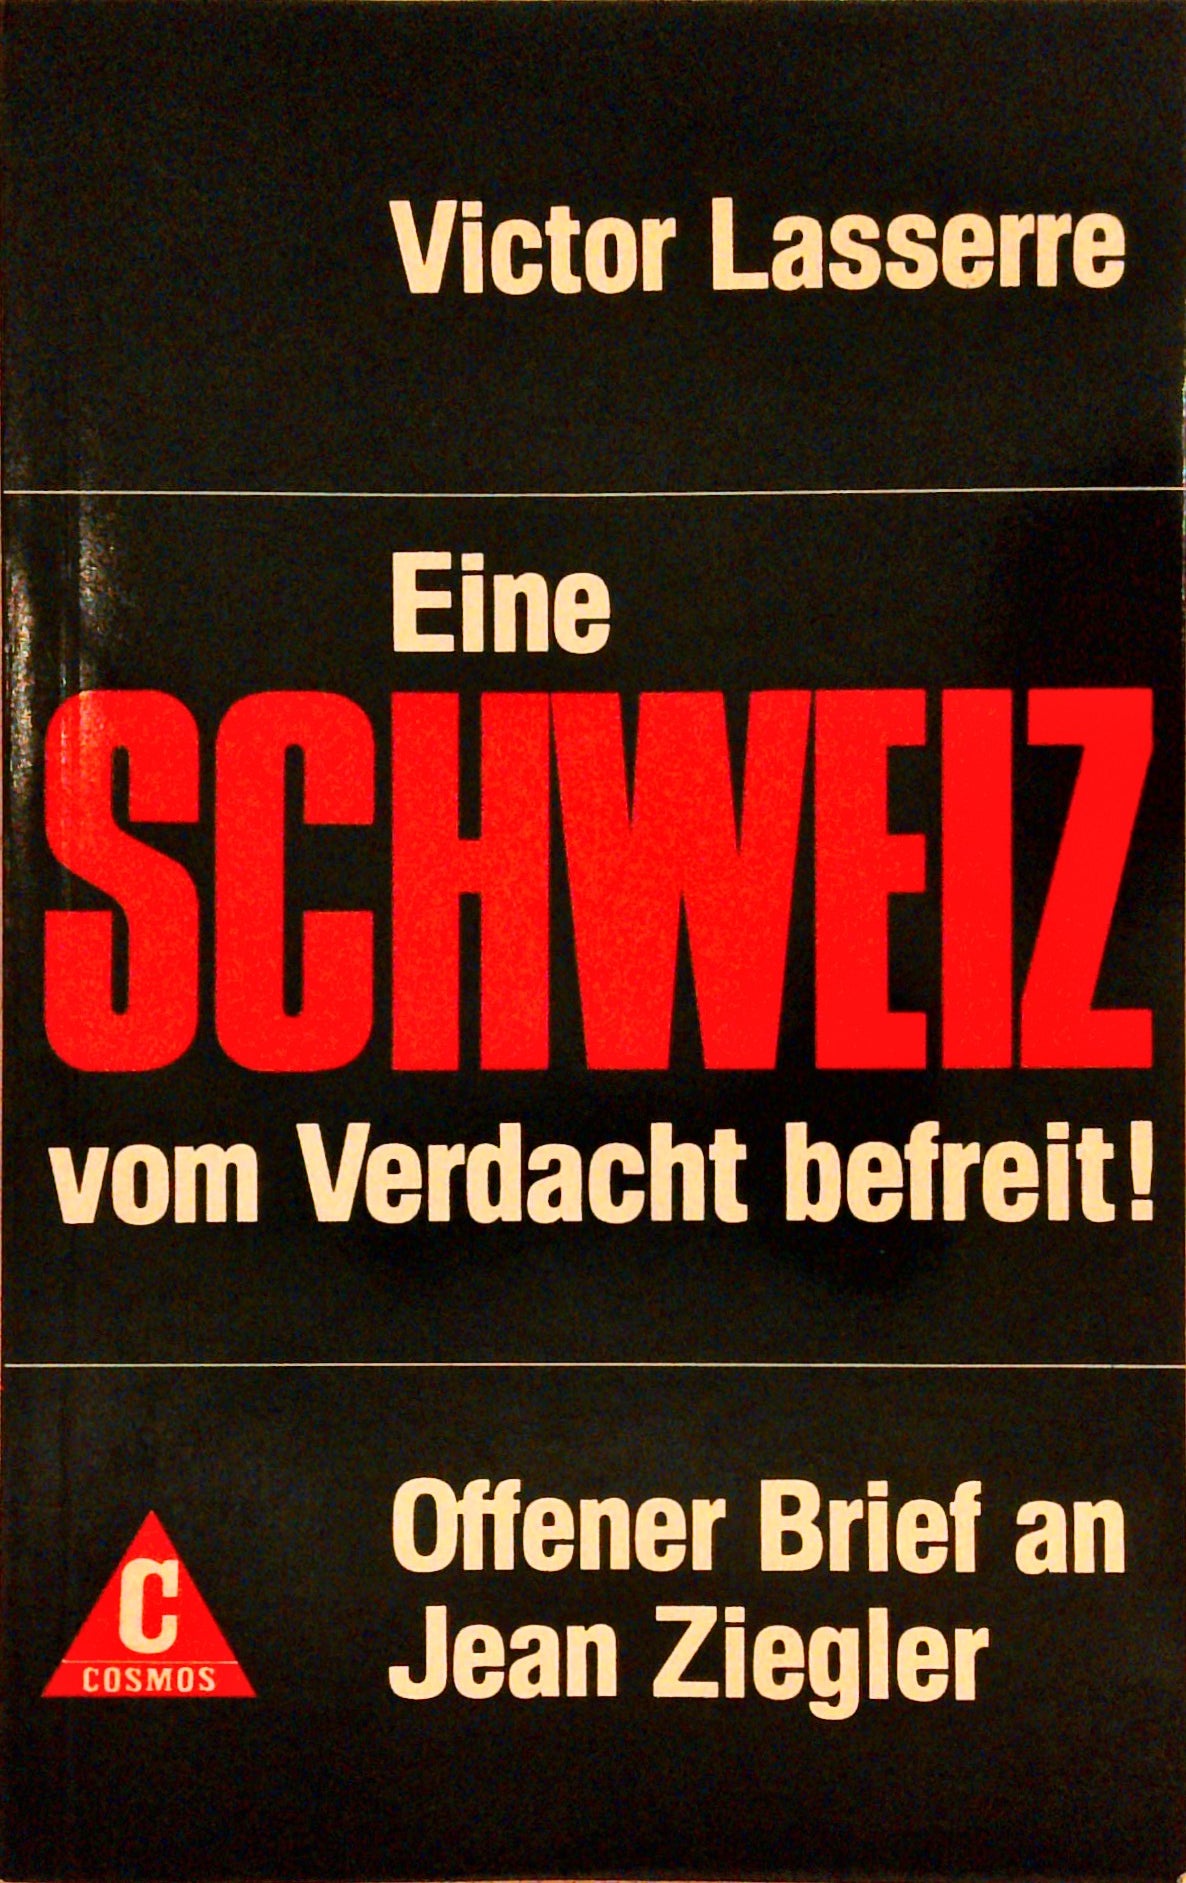 Victor Lasserre
Eine
SCHWEIZ
vom Verdacht befreit!
Offener Brief an
Jean Ziegler
C
COSMOS